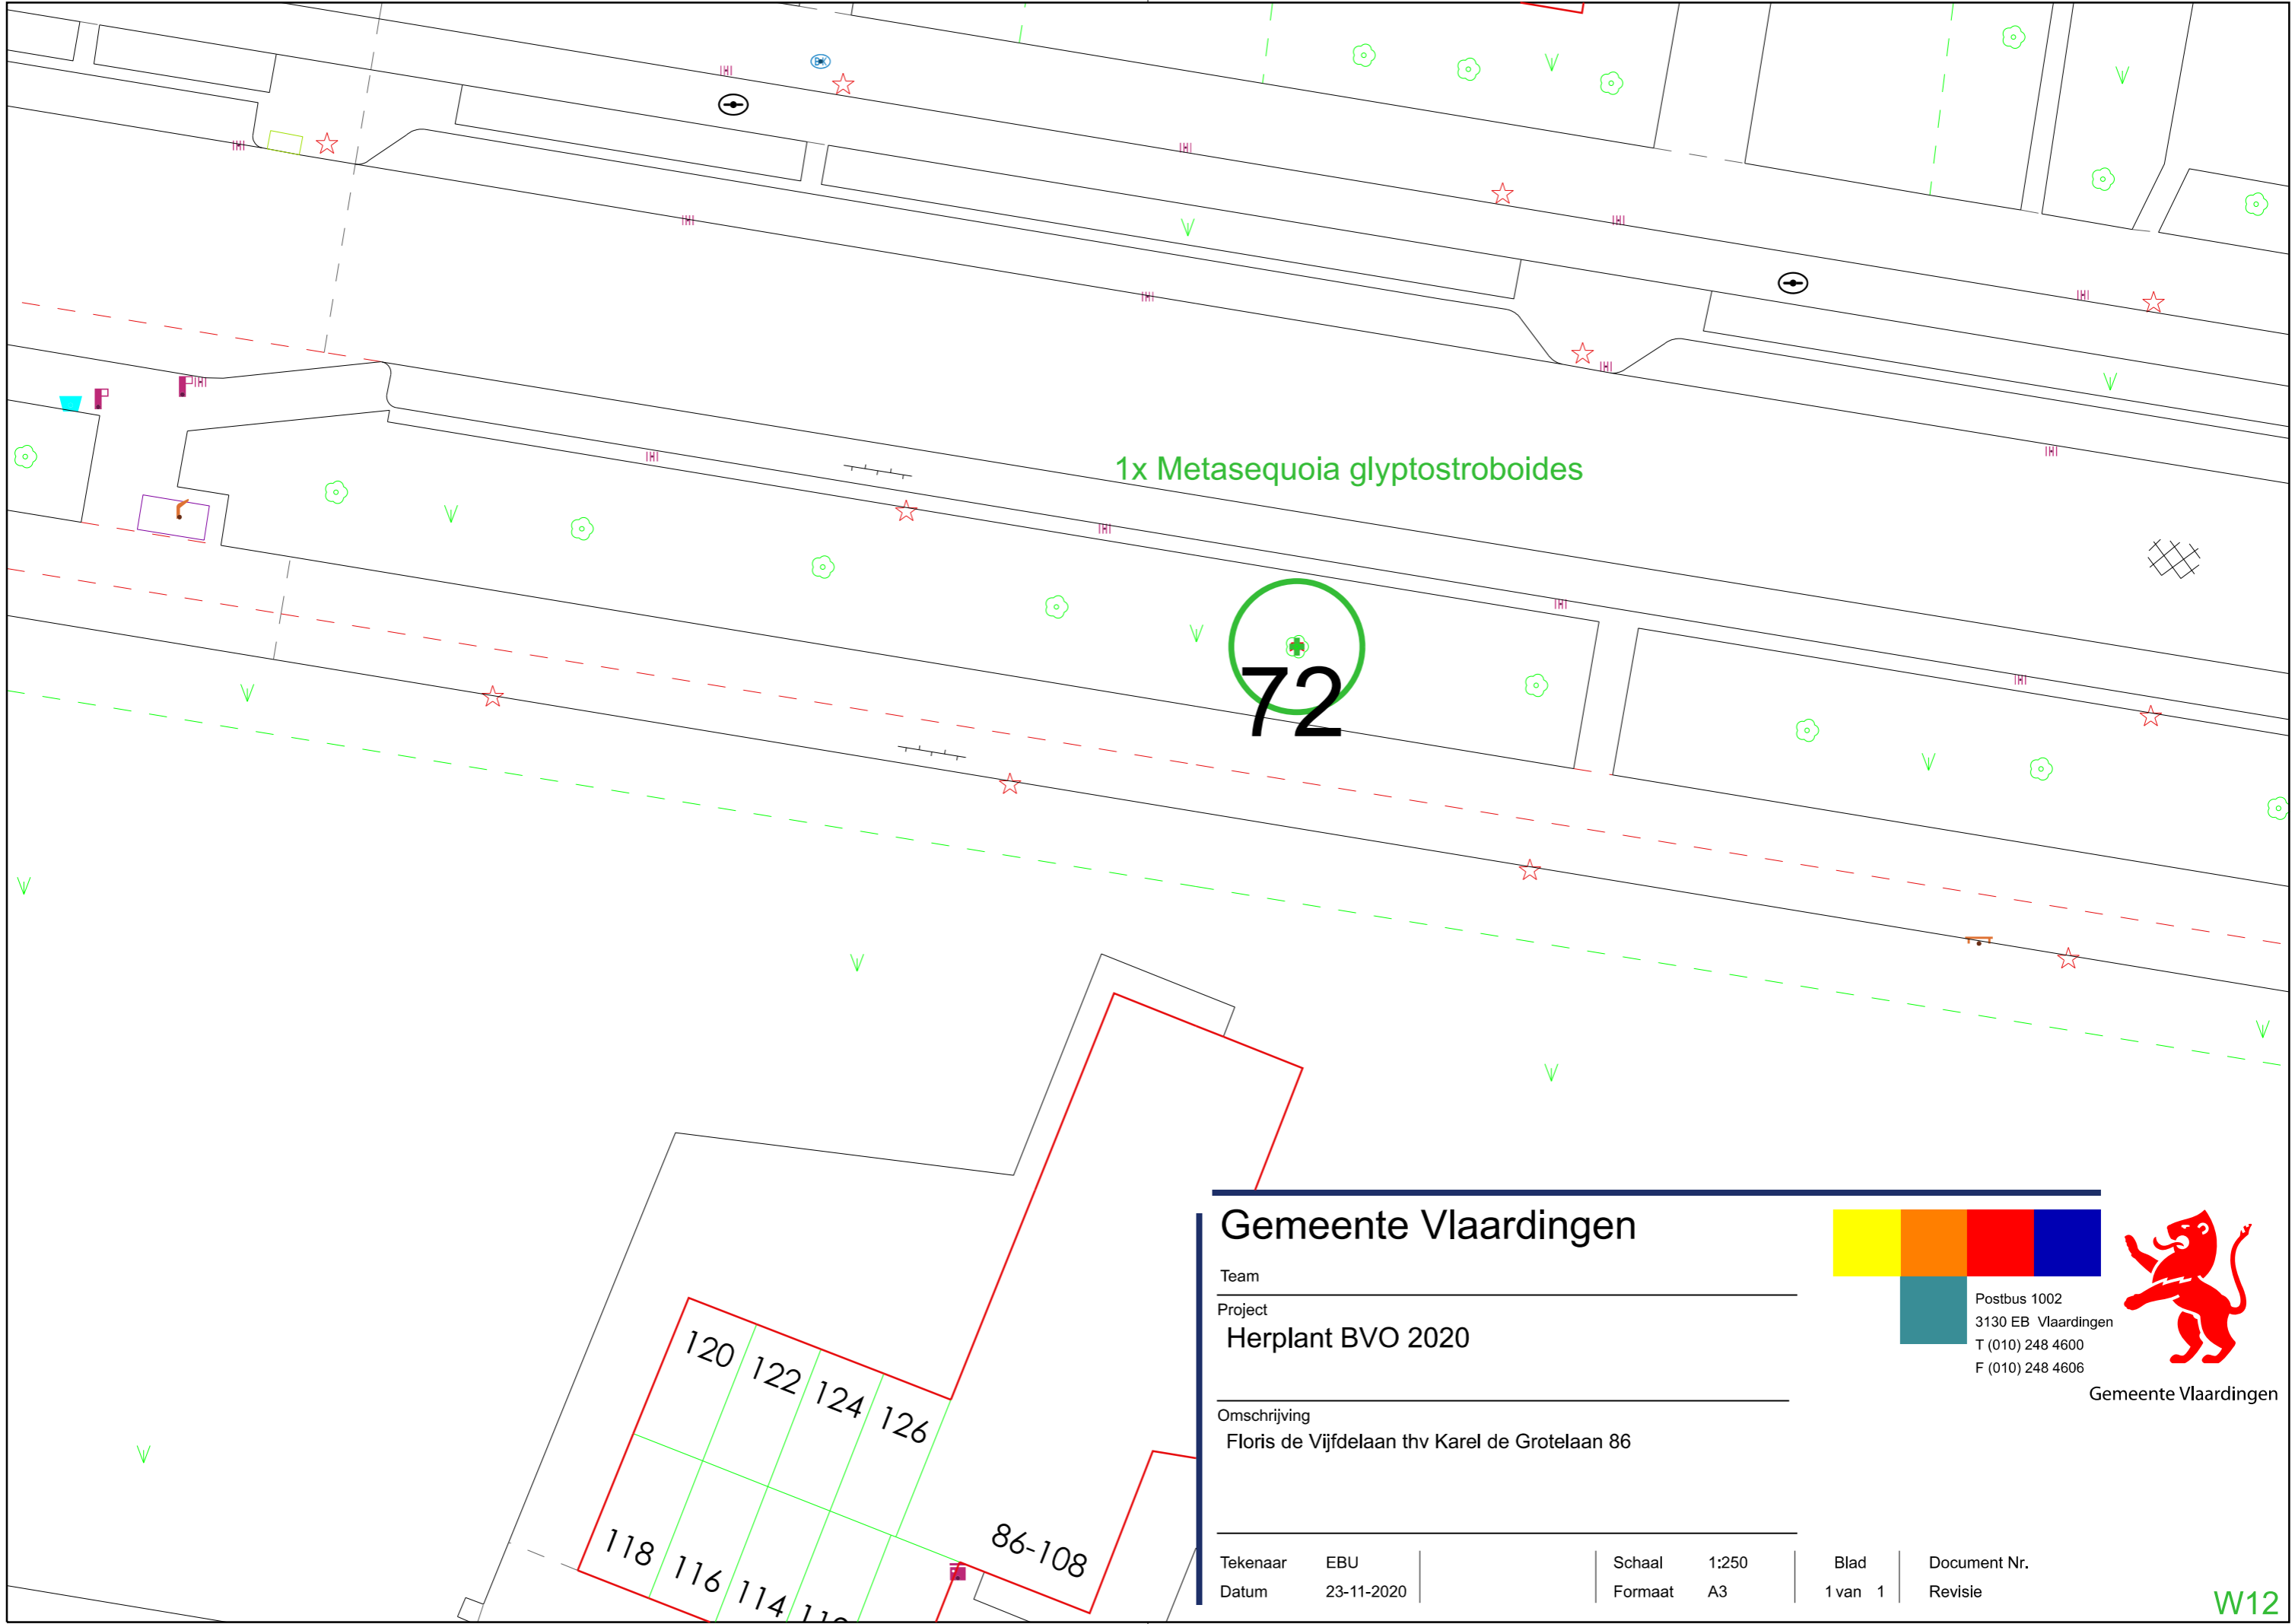 1x Metasequoia glyptostroboides
72
120
122
124
126
118
116
114
86-108
Gemeente Vlaardingen
Team
Project
Herplant BVO 2020
Omschrijving
Floris de Vijfdelaan thv Karel de Grotelaan 86
Tekenaar EBU
Datum 23-11-2020
Schaal 1:250
Formaat A3
Blad
1 van 1
Document Nr.
Revisie
Postbus 1002
3130 EB Vlaardingen
T (010) 248 4600
F (010) 248 4606
Gemeente Vlaardingen
W12